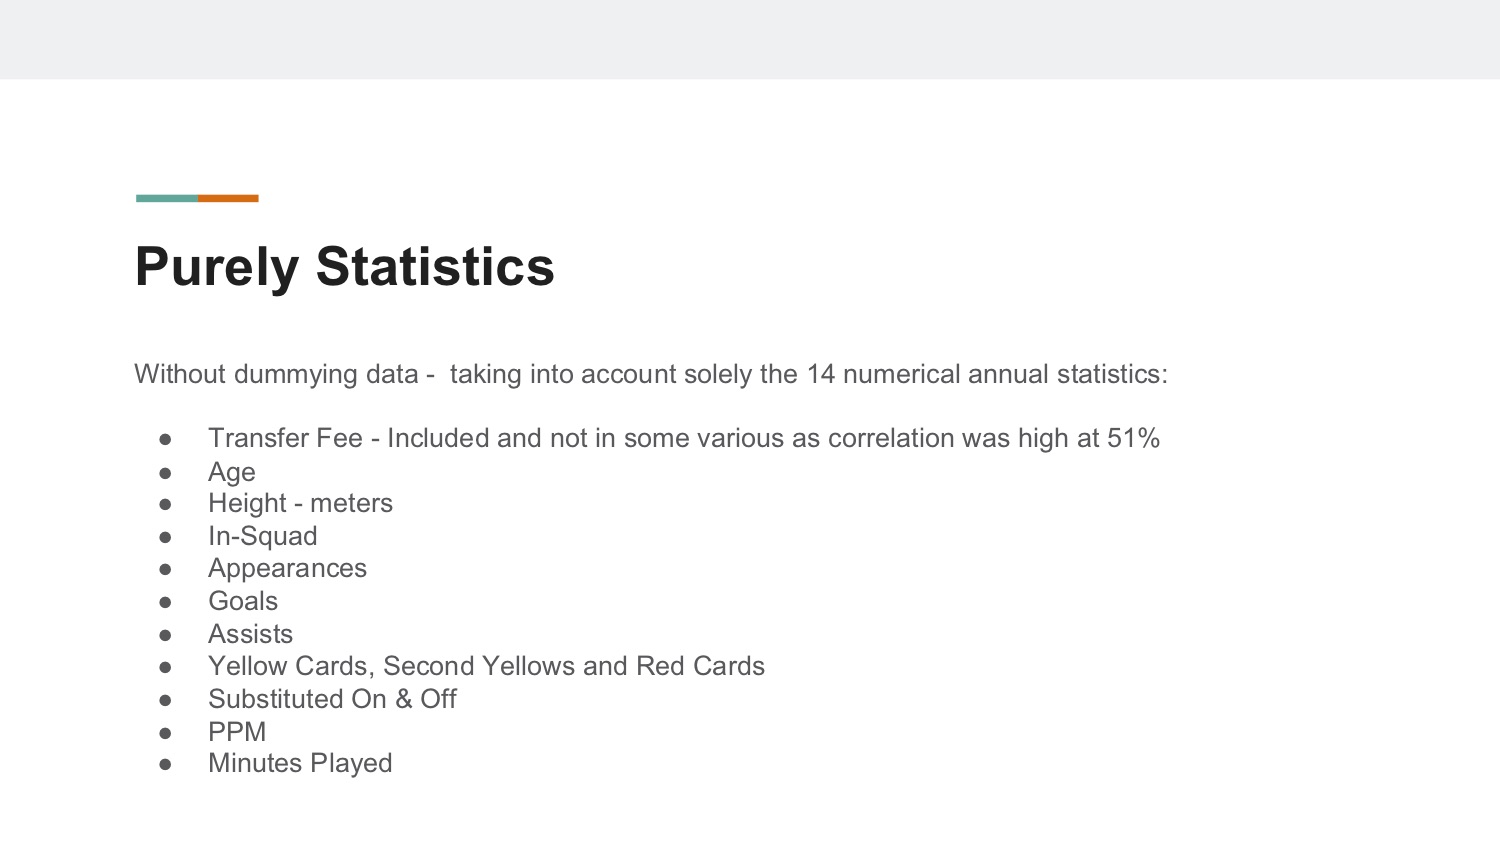 Purely Statistics
Without dummying data -  taking into account solely the 14 numerical annual statistics:
● Transfer Fee - Included and not in some various as correlation was high at 51%
● Age
● Height - meters
● In-Squad
● Appearances
● Goals
● Assists
● Yellow Cards, Second Yellows and Red Cards
● Substituted On & Off
● PPM
● Minutes Played